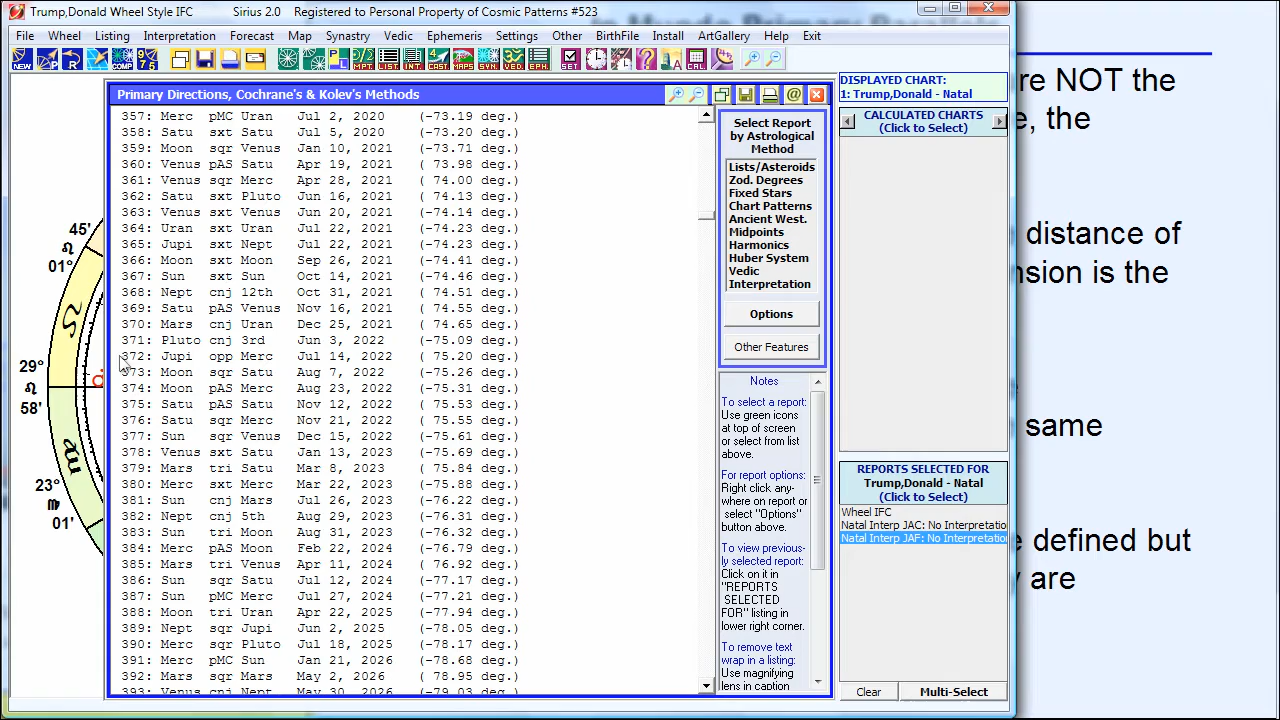 Trump,Donald Wheel Style IFC Sirius 2.0 Registered to Personal Property of Cosmic Patterns #523
File Wheel Listing Interpretation Forecast Map Synastry Vedic Ephemeris Settings Other BirthFile Install ArtGallery Help Exit
Primary Directions, Cochrane's & Kolev's Methods
357: Merc pMC Uran Jul 2, 2020 (-73.19 deg.)
358: Satu sxt Satu Jul 5, 2020 (-73.20 deg.)
359: Moon sqr Venus Jan 10, 2021 (-73.71 deg.)
360: Venus pAS Satu Apr 19, 2021 ( 73.98 deg.)
361: Venus sqr Merc Apr 28, 2021 ( 74.00 deg.)
362: Satu sxt Pluto Jun 16, 2021 ( 74.13 deg.)
363: Venus sxt Venus Jun 20, 2021 (-74.14 deg.)
364: Uran sxt Uran Jul 22, 2021 (-74.23 deg.)
365: Jupi sxt Nept Jul 22, 2021 (-74.23 deg.)
366: Moon sxt Moon Sep 26, 2021 (-74.41 deg.)
367: Sun sxt Sun Oct 14, 2021 (-74.46 deg.)
368: Nept cnj 12th Oct 31, 2021 ( 74.51 deg.)
369: Satu pAS Venus Nov 16, 2021 ( 74.55 deg.)
370: Mars cnj Uran Dec 25, 2021 ( 74.65 deg.)
371: Pluto cnj 3rd Jun 3, 2022 (-75.09 deg.)
372: Jupi opp Merc Jul 14, 2022 ( 75.20 deg.)
373: Moon sqr Satu Aug 7, 2022 (-75.26 deg.)
374: Moon pAS Merc Aug 23, 2022 (-75.31 deg.)
375: Satu pAS Satu Nov 12, 2022 ( 75.53 deg.)
376: Satu sqr Merc Nov 21, 2022 ( 75.55 deg.)
377: Sun sqr Venus Dec 15, 2022 (-75.61 deg.)
378: Venus sxt Satu Jan 13, 2023 (-75.69 deg.)
379: Mars tri Satu Mar 8, 2023 ( 75.84 deg.)
380: Merc sxt Merc Mar 22, 2023 (-75.88 deg.)
381: Sun cnj Mars Jul 26, 2023 (-76.22 deg.)
382: Nept cnj 5th Aug 29, 2023 (-76.31 deg.)
383: Sun tri Moon Aug 31, 2023 (-76.32 deg.)
384: Merc pAS Moon Feb 22, 2024 (-76.79 deg.)
385: Mars tri Venus Apr 11, 2024 ( 76.92 deg.)
386: Sun sqr Satu Jul 12, 2024 (-77.17 deg.)
387: Sun pMC Merc Jul 27, 2024 (-77.21 deg.)
388: Moon tri Uran Apr 22, 2025 (-77.94 deg.)
389: Nept sqr Jupi Jun 2, 2025 (-78.05 deg.)
390: Merc sqr Pluto Jul 18, 2025 (-78.17 deg.)
391: Merc pMC Sun Jan 21, 2026 (-78.68 deg.)
392: Mars sqr Mars May 2, 2026 ( 78.95 deg.)
393: Venus cnj Nept May 30, 2026 (-79.03 deg.)
Select Report
by Astrological
Method
Lists/Asteroids
Zod. Degrees
Fixed Stars
Chart Patterns
Ancient West.
Midpoints
Harmonics
Huber System
Vedic
Interpretation
Options
Other Features
Notes
To select a report:
Use green icons
at top of screen
or select from list
above.
For report options:
Right click any-
where on report or
select "Options"
button above.
To view previous-
ly selected report:
Click on it in
"REPORTS
SELECTED
FOR" listing in
lower right corner.
To remove text
wrap in a listing:
Use magnifying
lens in caption
DISPLAYED CHART:
1: Trump,Donald - Natal
CALCULATED CHARTS
(Click to Select)
REPORTS SELECTED FOR
Trump,Donald - Natal
(Click to Select)
Wheel IFC
Natal Interp JAC: No Interpretatio
Natal Interp JAF: No Interpretatio
Clear Multi-Select
45'
♌
01°
29°
♌
58'
23°
♍
01'
re NOT the
e, the
distance of
nsion is the
same
e defined but
y are